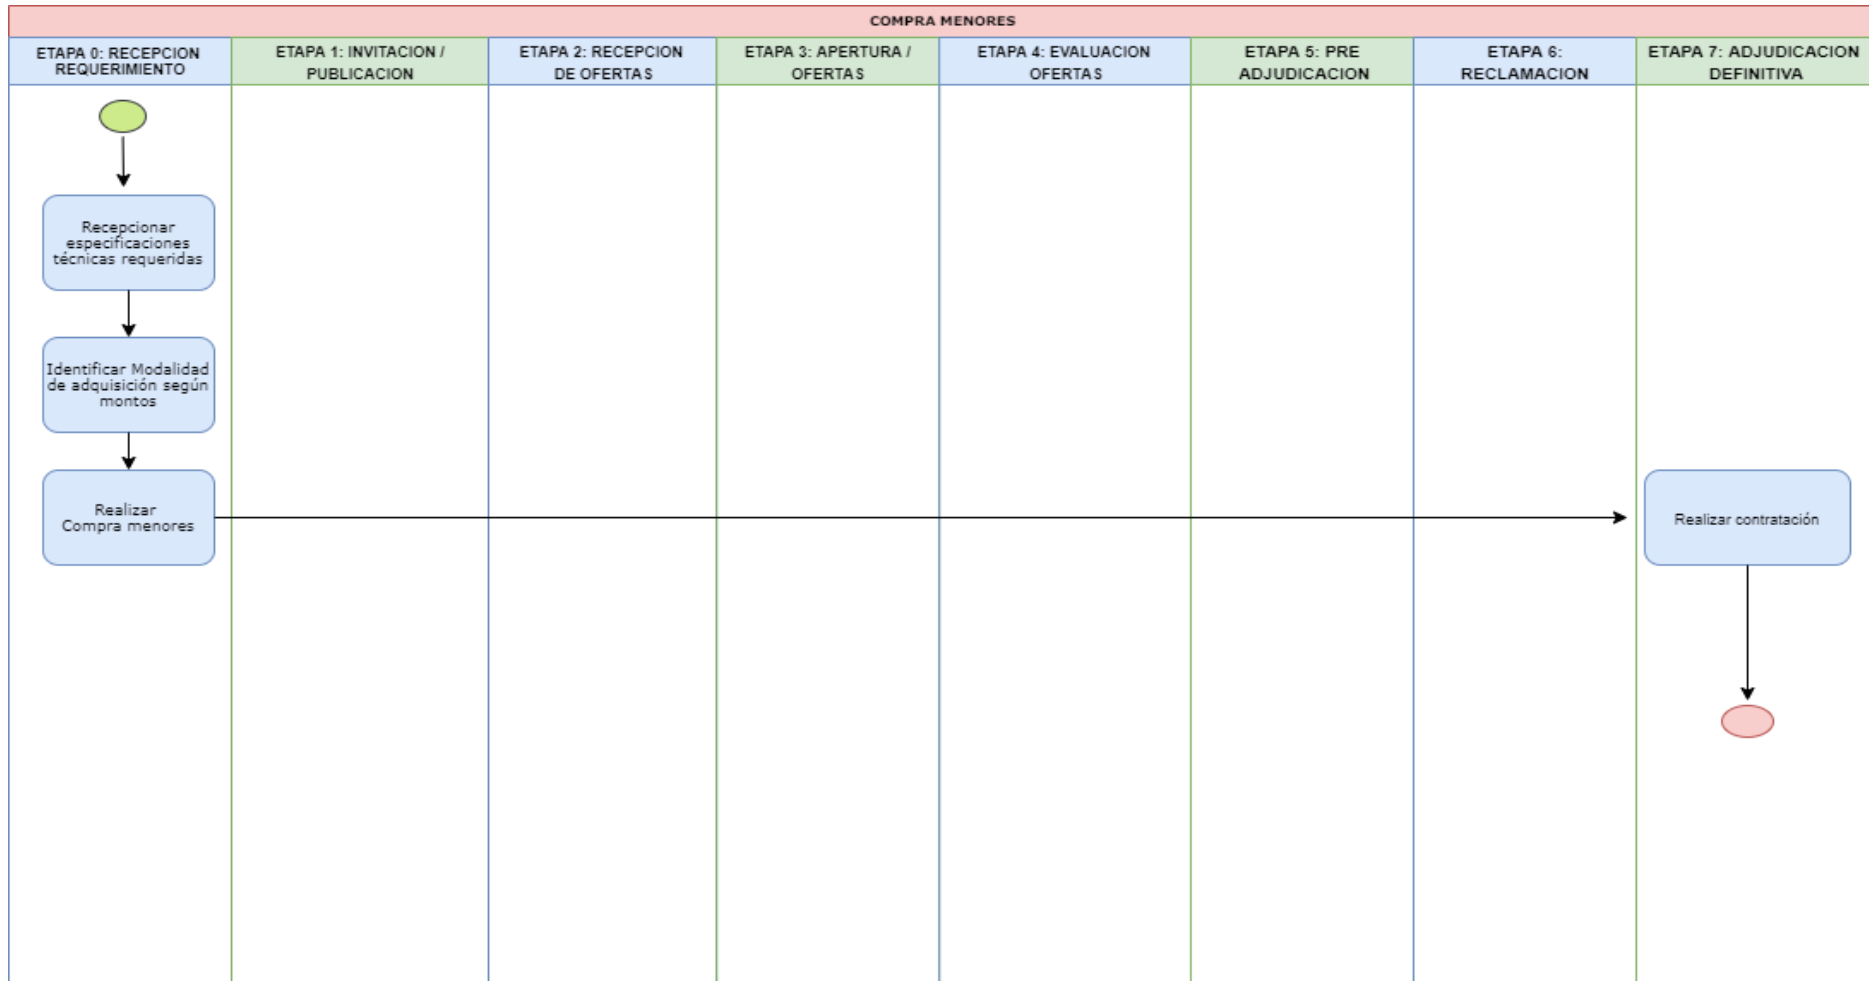 COMPRA MENORES
ETAPA 0: RECEPCION
REQUERIMIENTO
ETAPA 1: INVITACION /
PUBLICACION
ETAPA 2: RECEPCION
DE OFERTAS
ETAPA 3: APERTURA /
OFERTAS
ETAPA 4: EVALUACION
OFERTAS
ETAPA 5: PRE
ADJUDICACION
ETAPA 6:
RECLAMACION
ETAPA 7: ADJUDICACION
DEFINITIVA
Recepcionar
especificaciones
técnicas requeridas
Identificar Modalidad
de adquisición según
montos
Realizar
Compra menores
Realizar contratación